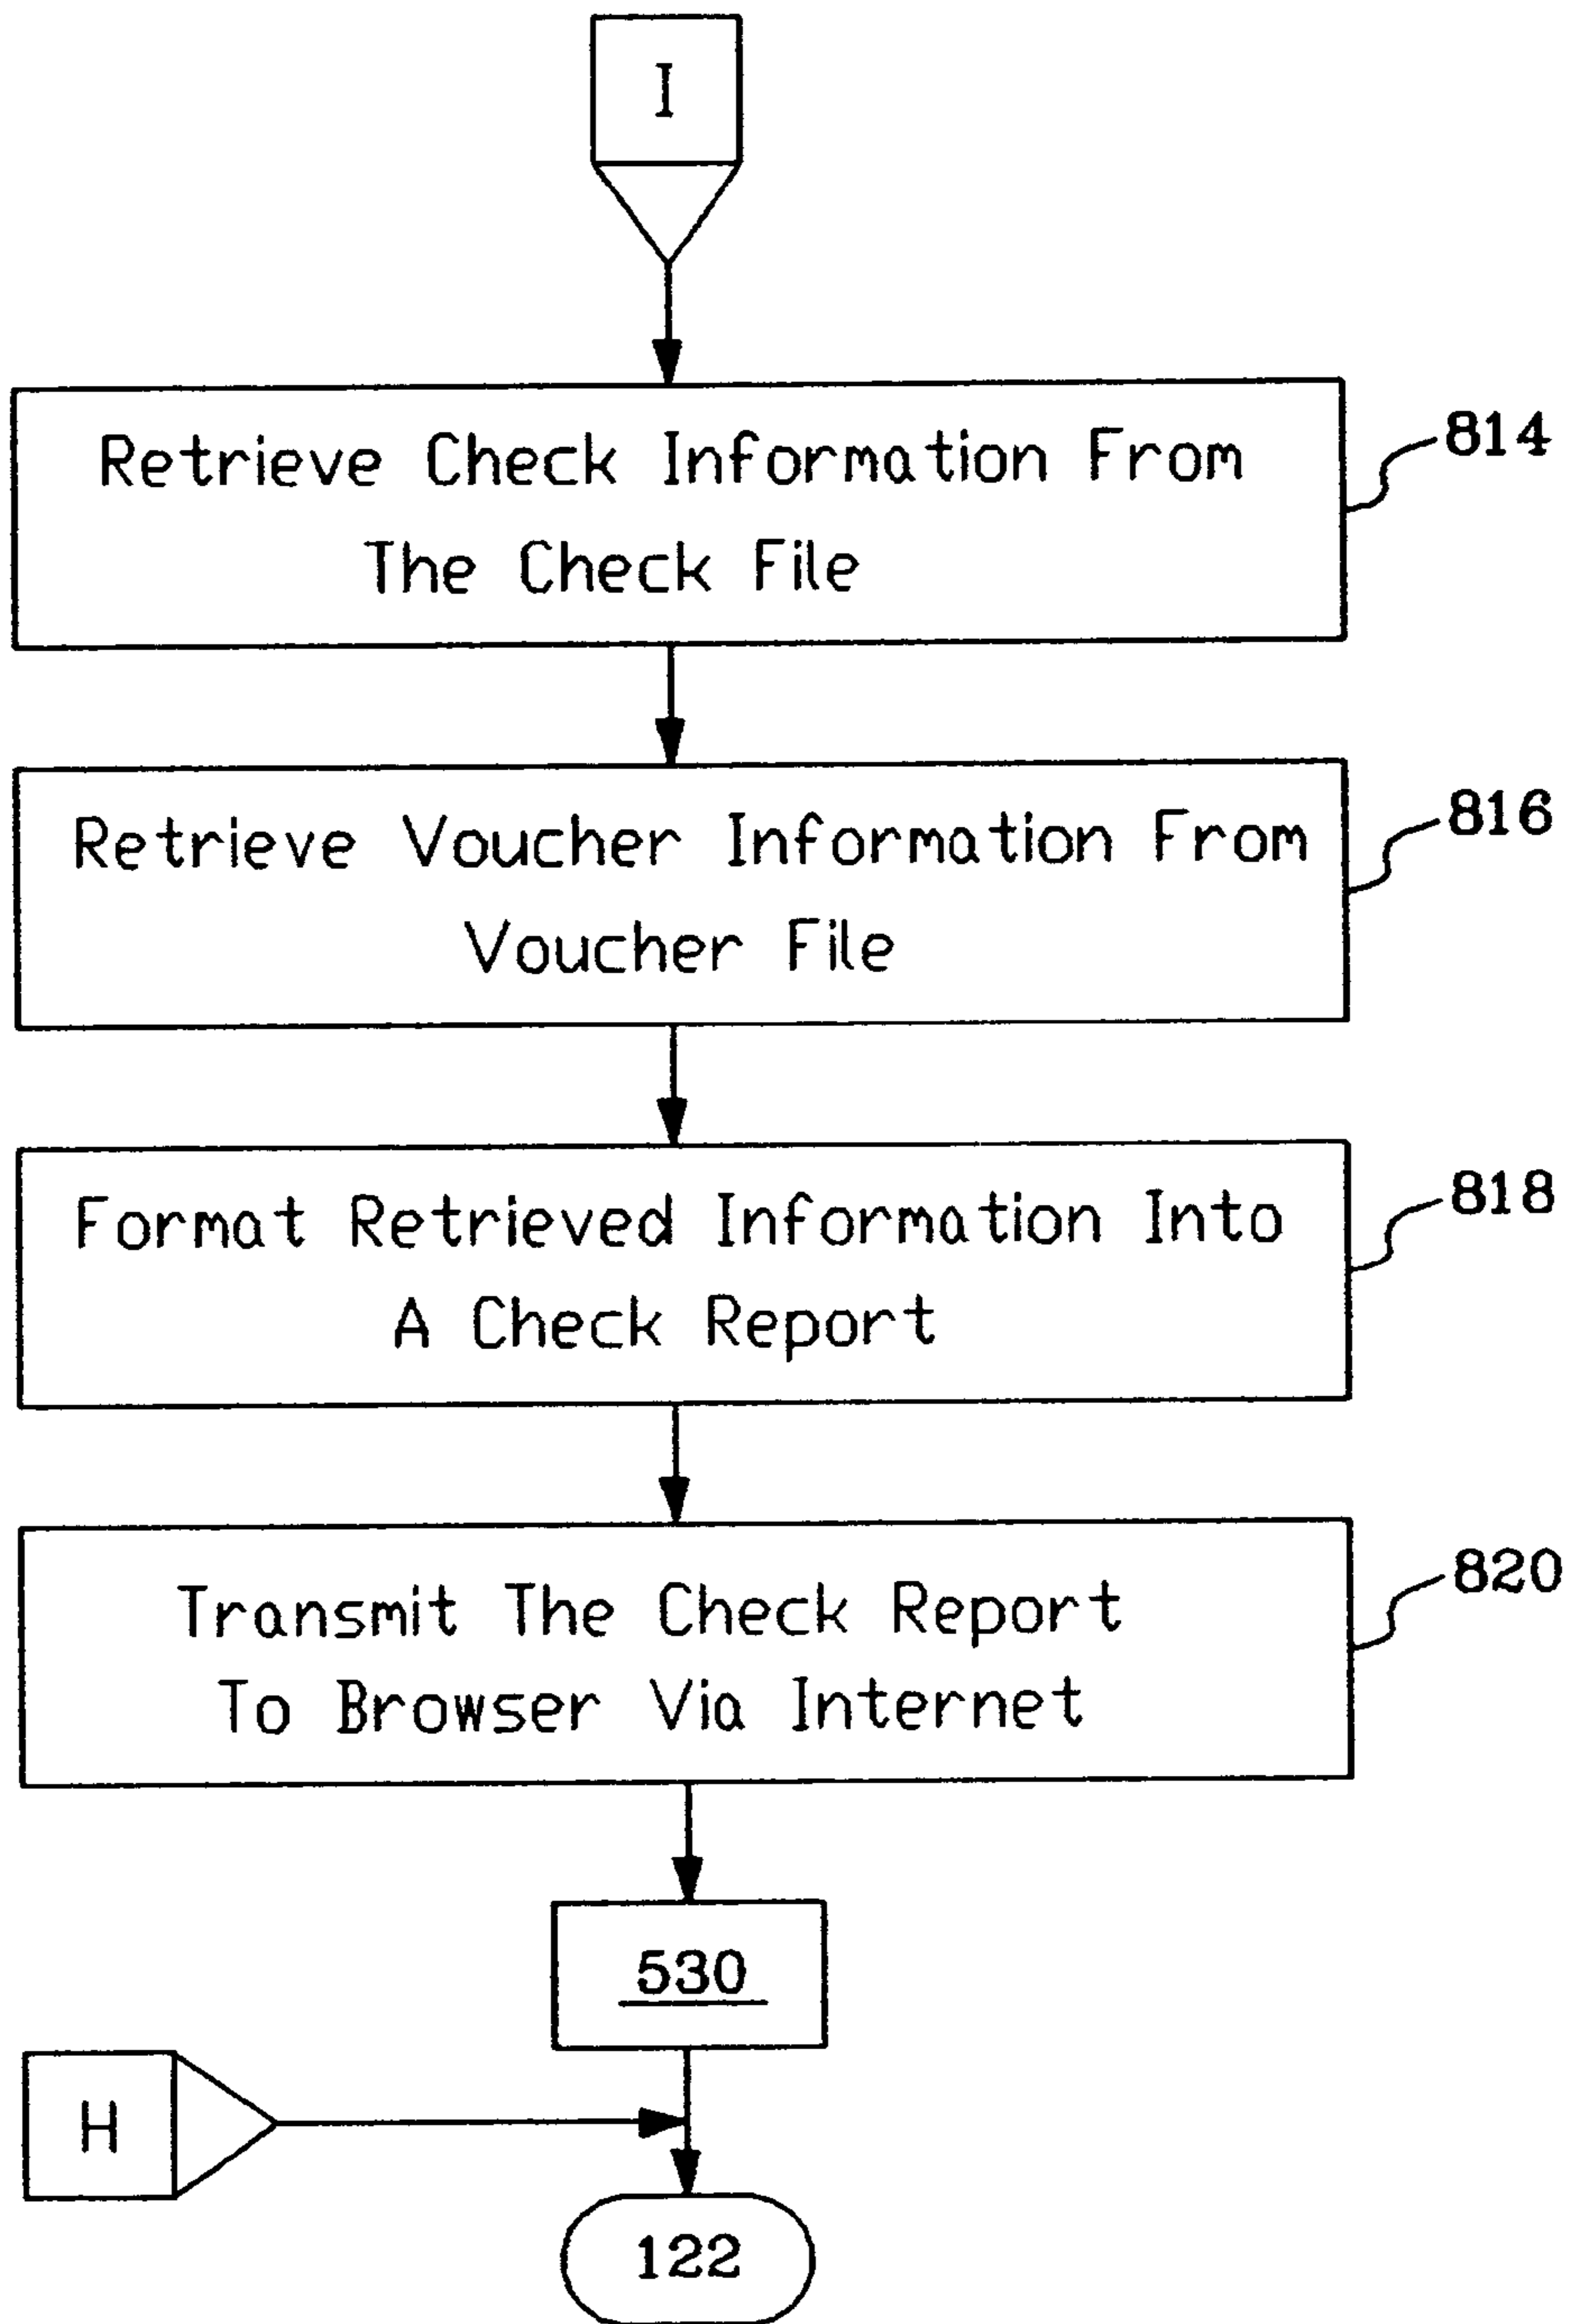 I
Retrieve Check Information From
The Check File
814
Retrieve Voucher Information From
Voucher File
816
Format Retrieved Information Into
A Check Report
818
Transmit The Check Report
To Browser Via Internet
820
530
H
122